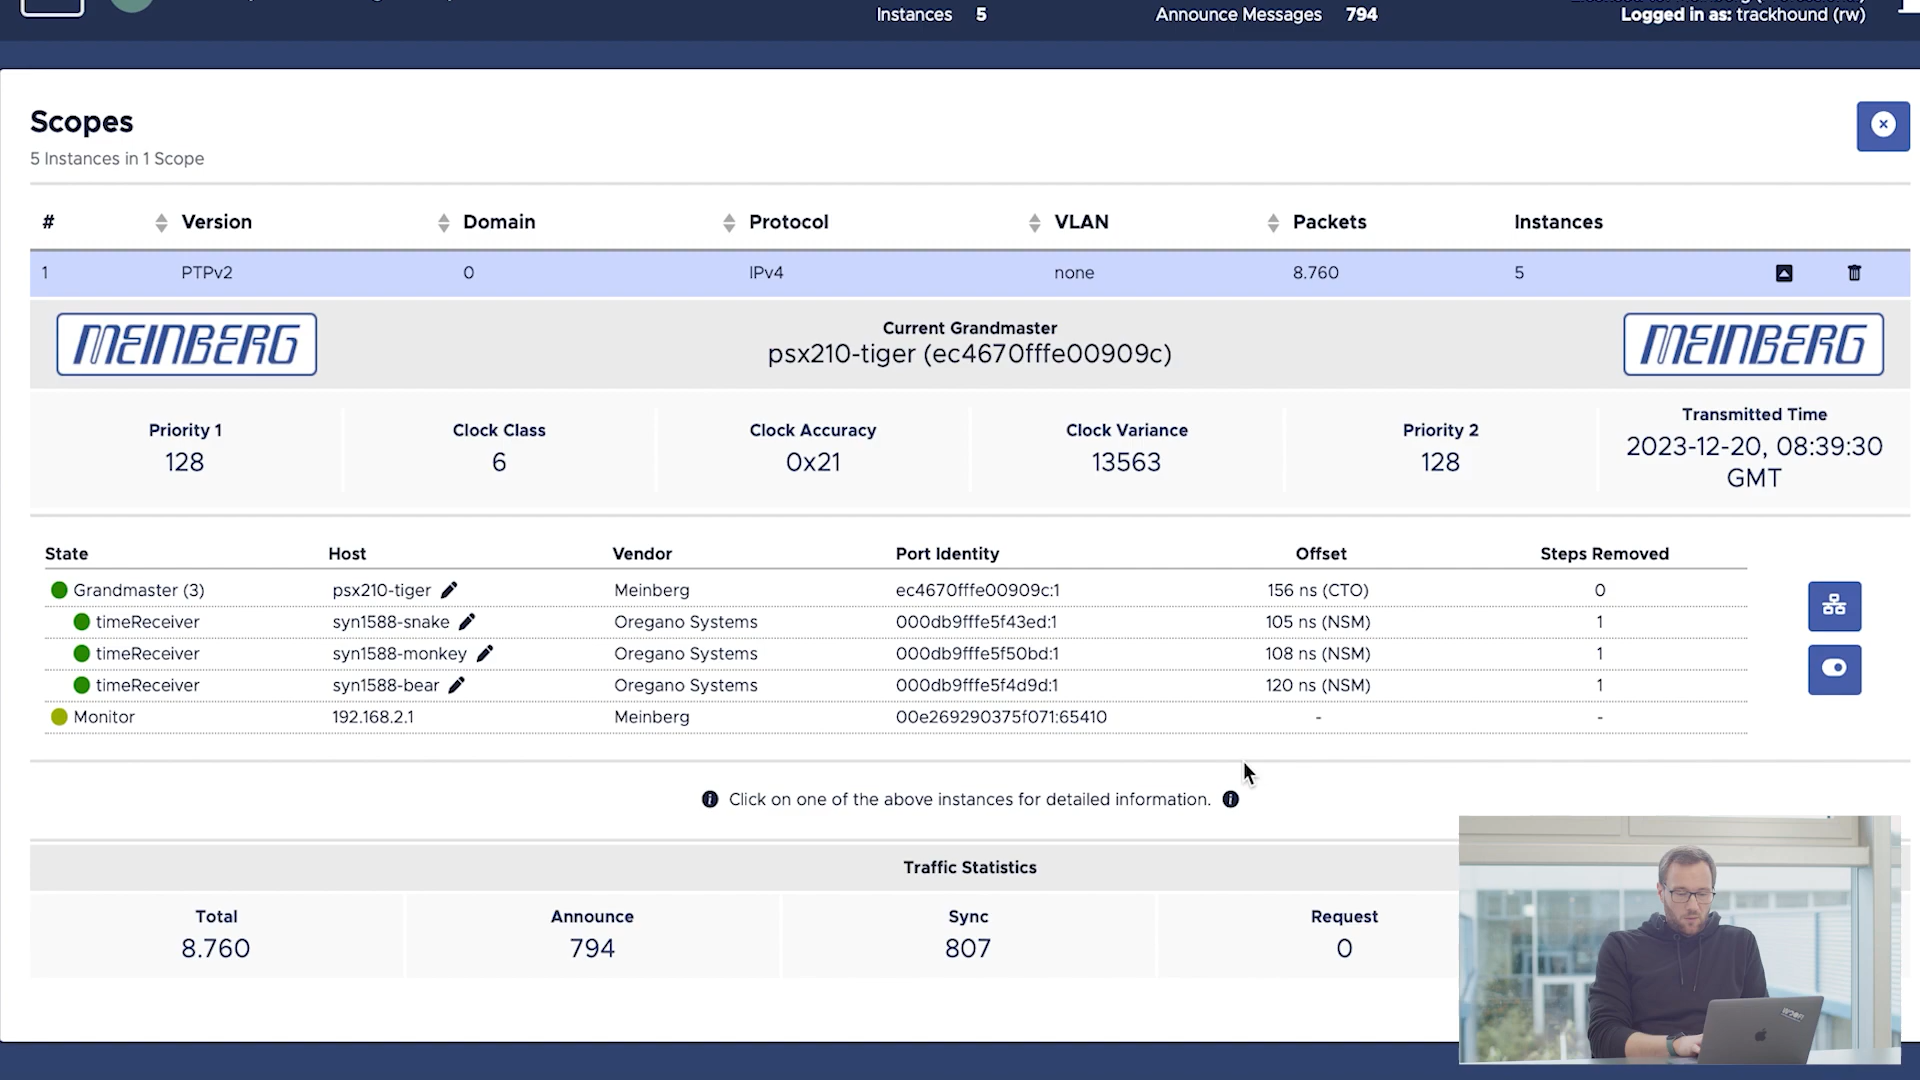 Instances 5 Announce Messages 794 Logged in as: trackhound (rw)
Scopes
5 Instances in 1 Scope
# Version Domain Protocol VLAN Packets Instances
1 PTPv2 0 IPv4 none 8.760 5
MEINBERG
Current Grandmaster
psx210-tiger (ec4670fffe00909c)
MEINBERG
Priority 1 Clock Class Clock Accuracy Clock Variance Priority 2 Transmitted Time
128 6 0x21 13563 128 2023-12-20, 08:39:30
GMT
State Host Vendor Port Identity Offset Steps Removed
Grandmaster (3) psx210-tiger Meinberg ec4670fffe00909c:1 156 ns (CTO) 0
timeReceiver syn1588-snake Oregano Systems 000db9fffe5f43ed:1 105 ns (NSM) 1
timeReceiver syn1588-monkey Oregano Systems 000db9fffe5f50bd:1 108 ns (NSM) 1
timeReceiver syn1588-bear Oregano Systems 000db9fffe5f4d9d:1 120 ns (NSM) 1
Monitor 192.168.2.1 Meinberg 00e269290375f071:65410 - -
Click on one of the above instances for detailed information.
Traffic Statistics
Total Announce Sync Request
8.760 794 807 0